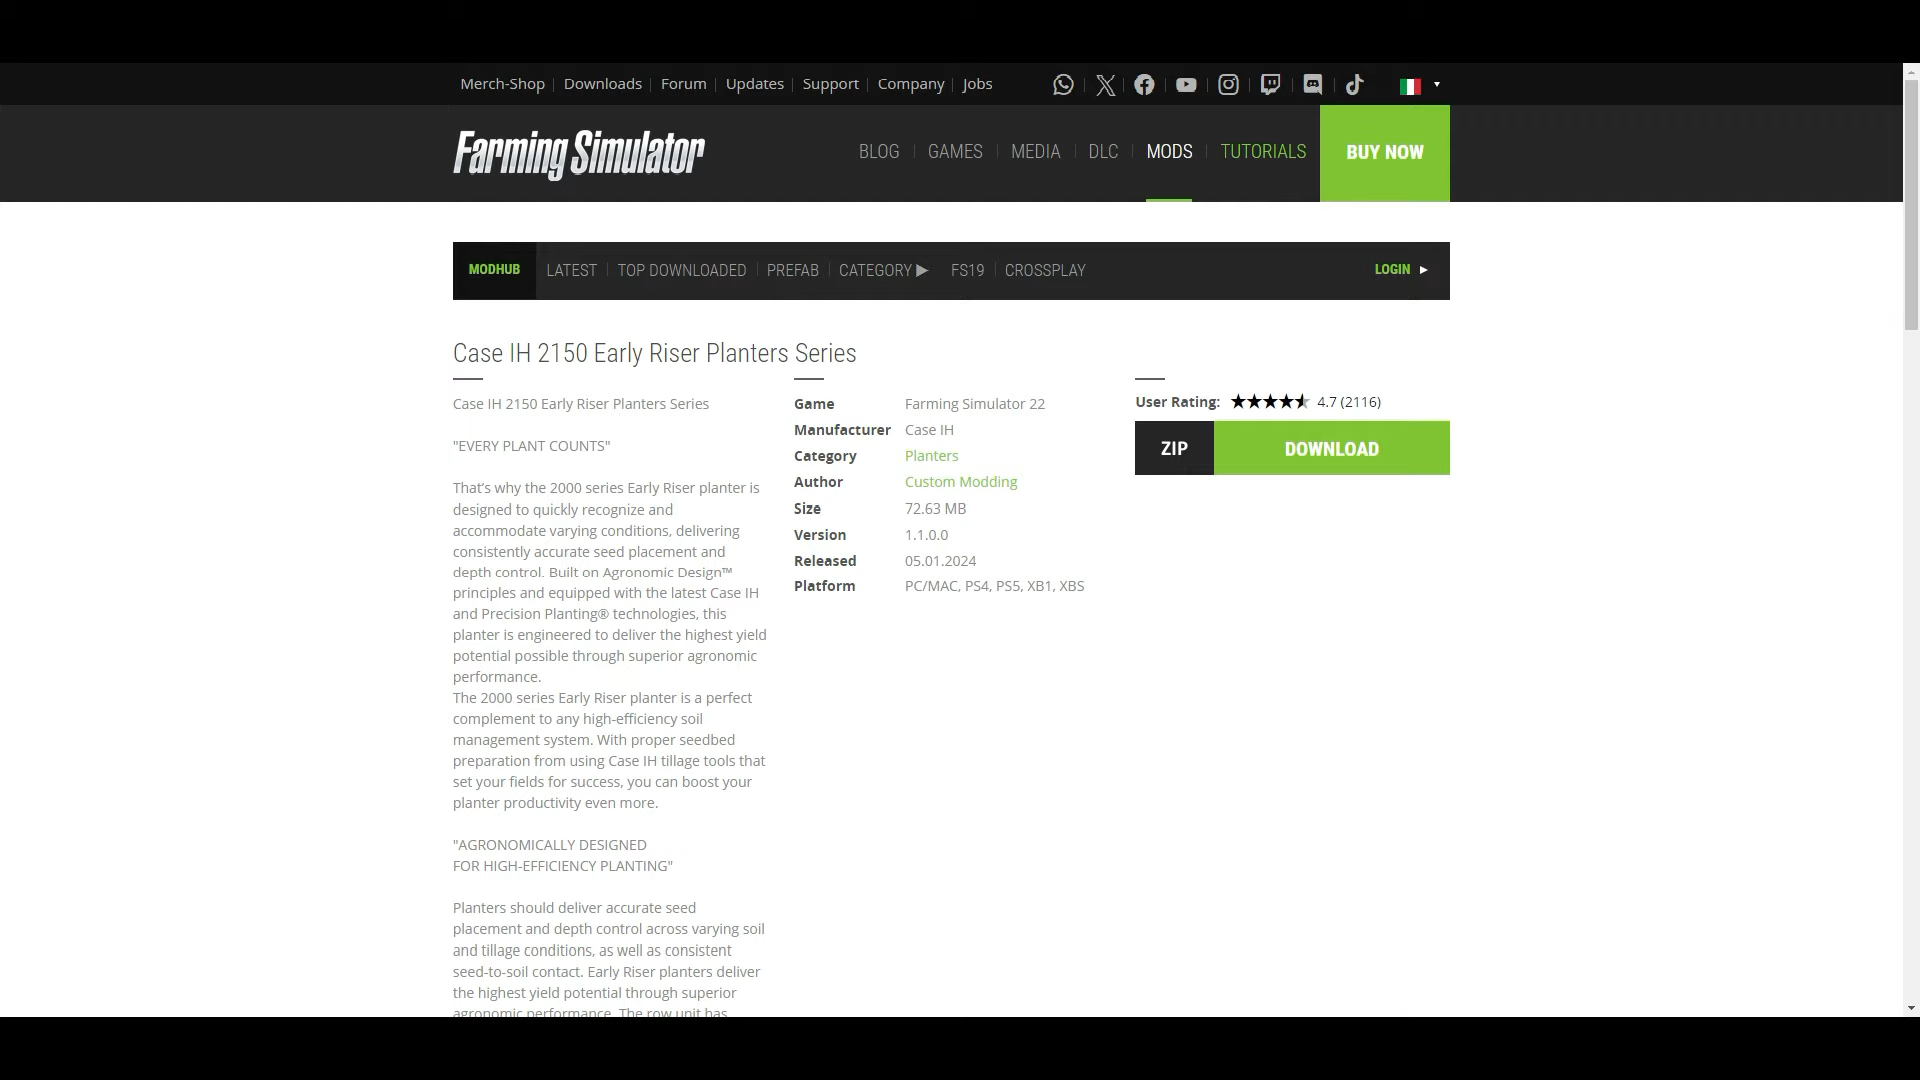 Merch-Shop Downloads Forum Updates Support Company Jobs
Farming Simulator
BLOG GAMES MEDIA DLC MODS TUTORIALS BUY NOW
MODHUB LATEST TOP DOWNLOADED PREFAB CATEGORY FS19 CROSSPLAY LOGIN
Case IH 2150 Early Riser Planters Series
Case IH 2150 Early Riser Planters Series
"EVERY PLANT COUNTS"
That's why the 2000 series Early Riser planter is
designed to quickly recognize and
accommodate varying conditions, delivering
consistently accurate seed placement and
depth control. Built on Agronomic Design™
principles and equipped with the latest Case IH
and Precision Planting® technologies, this
planter is engineered to deliver the highest yield
potential possible through superior agronomic
performance.
The 2000 series Early Riser planter is a perfect
complement to any high-efficiency soil
management system. With proper seedbed
preparation from using Case IH tillage tools that
set your fields for success, you can boost your
planter productivity even more.
"AGRONOMICALLY DESIGNED
FOR HIGH-EFFICIENCY PLANTING"
Planters should deliver accurate seed
placement and depth control across varying soil
and tillage conditions, as well as consistent
seed-to-soil contact. Early Riser planters deliver
the highest yield potential through superior
agronomic performance. The row unit has
Game Farming Simulator 22
Manufacturer Case IH
Category Planters
Author Custom Modding
Size 72.63 MB
Version 1.1.0.0
Released 05.01.2024
Platform PC/MAC, PS4, PS5, XB1, XBS
User Rating: 4.7 (2116)
ZIP DOWNLOAD